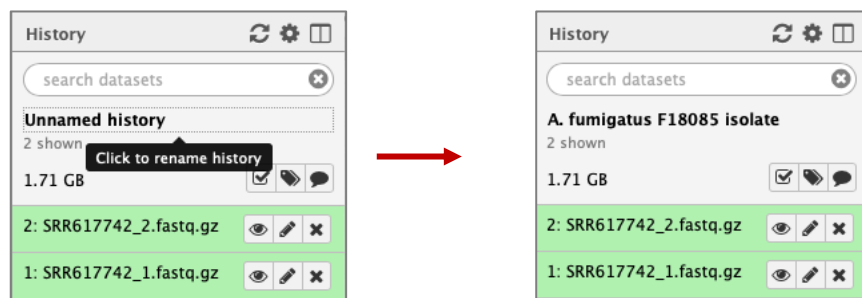 History
search datasets
Unnamed history
2 shown
Click to rename history
1.71 GB
2: SRR617742_2.fastq.gz
1: SRR617742_1.fastq.gz
History
search datasets
A. fumigatus F18085 isolate
2 shown
1.71 GB
2: SRR617742_2.fastq.gz
1: SRR617742_1.fastq.gz